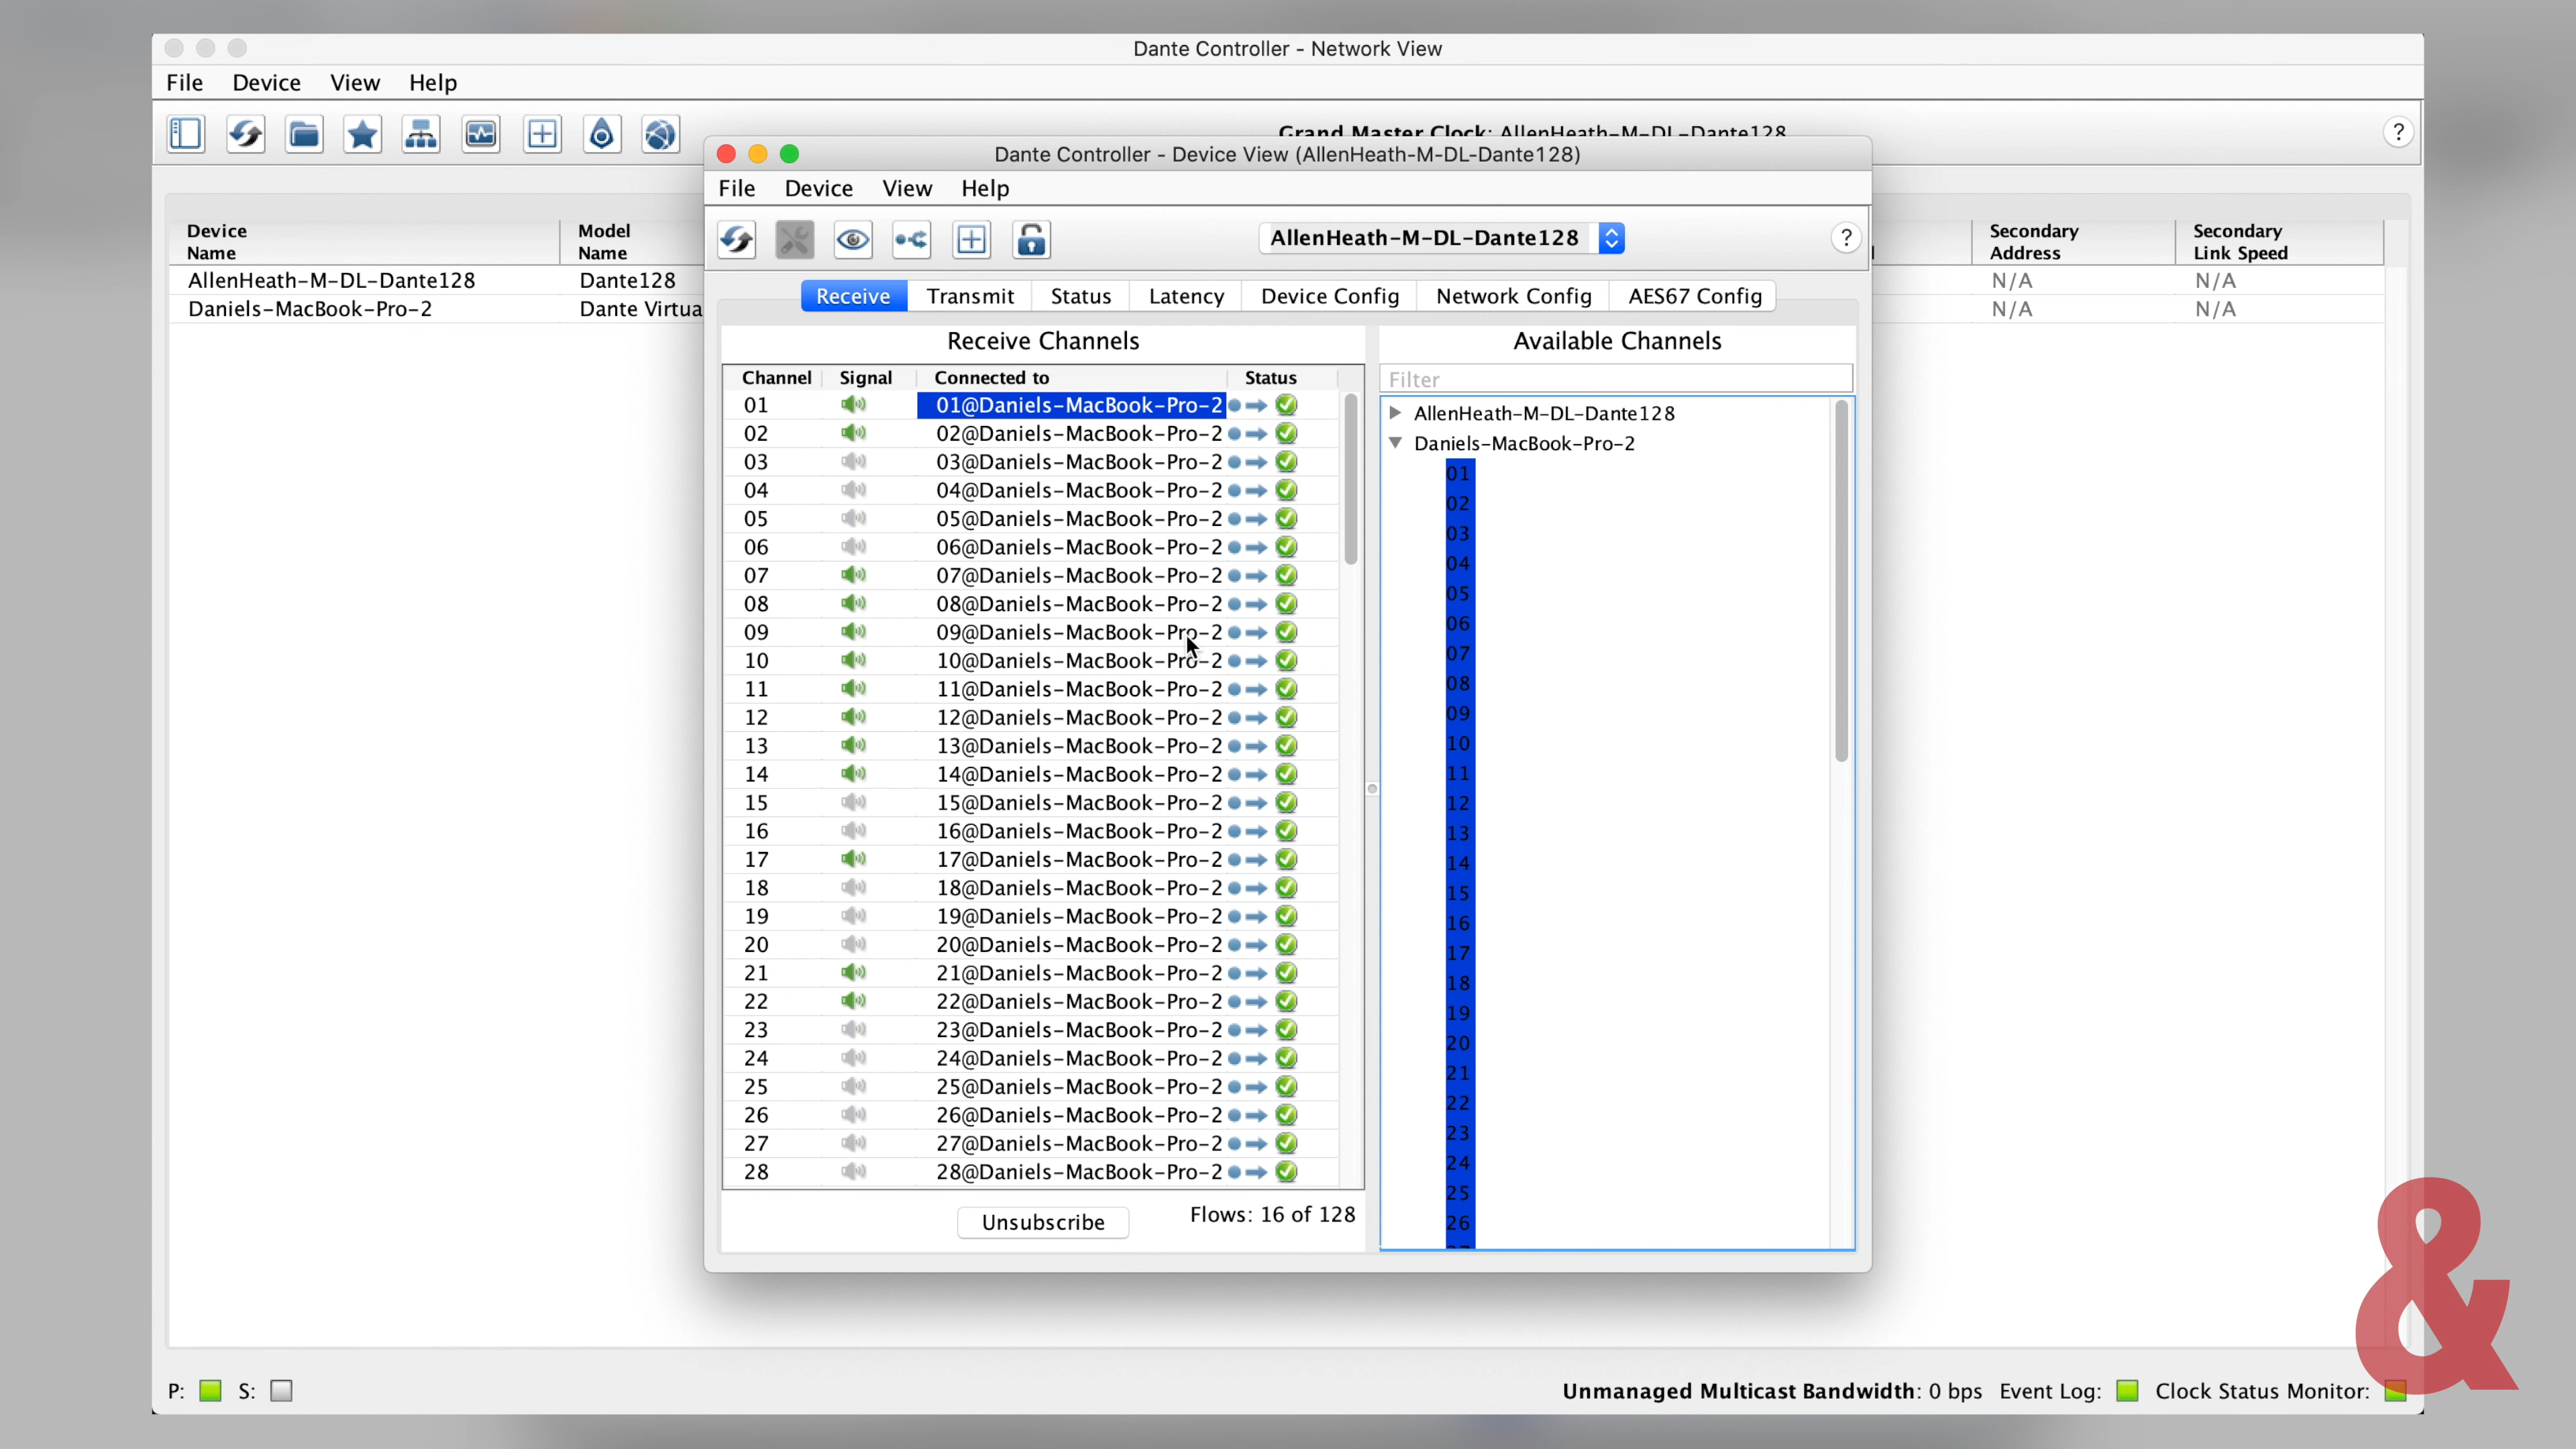 Dante Controller - Network View
File Device View Help
Grand Master Clock: AllenHeath-M-DL-Dante128
?
Device Name Model Name Secondary Address Secondary Link Speed
AllenHeath-M-DL-Dante128 Dante128 N/A N/A
Daniels-MacBook-Pro-2 Dante Virtua N/A N/A
Dante Controller - Device View (AllenHeath-M-DL-Dante128)
File Device View Help
AllenHeath-M-DL-Dante128 ?
Receive Transmit Status Latency Device Config Network Config AES67 Config
Receive Channels
Channel Signal Connected to Status
01 01@Daniels-MacBook-Pro-2
02 02@Daniels-MacBook-Pro-2
03 03@Daniels-MacBook-Pro-2
04 04@Daniels-MacBook-Pro-2
05 05@Daniels-MacBook-Pro-2
06 06@Daniels-MacBook-Pro-2
07 07@Daniels-MacBook-Pro-2
08 08@Daniels-MacBook-Pro-2
09 09@Daniels-MacBook-Pro-2
10 10@Daniels-MacBook-Pro-2
11 11@Daniels-MacBook-Pro-2
12 12@Daniels-MacBook-Pro-2
13 13@Daniels-MacBook-Pro-2
14 14@Daniels-MacBook-Pro-2
15 15@Daniels-MacBook-Pro-2
16 16@Daniels-MacBook-Pro-2
17 17@Daniels-MacBook-Pro-2
18 18@Daniels-MacBook-Pro-2
19 19@Daniels-MacBook-Pro-2
20 20@Daniels-MacBook-Pro-2
21 21@Daniels-MacBook-Pro-2
22 22@Daniels-MacBook-Pro-2
23 23@Daniels-MacBook-Pro-2
24 24@Daniels-MacBook-Pro-2
25 25@Daniels-MacBook-Pro-2
26 26@Daniels-MacBook-Pro-2
27 27@Daniels-MacBook-Pro-2
28 28@Daniels-MacBook-Pro-2
Unsubscribe Flows: 16 of 128
Available Channels
Filter
AllenHeath-M-DL-Dante128
Daniels-MacBook-Pro-2
01
02
03
04
05
06
07
08
09
10
11
12
13
14
15
16
17
18
19
20
21
22
23
24
25
26
P: S: Unmanaged Multicast Bandwidth: 0 bps Event Log: Clock Status Monitor:
&